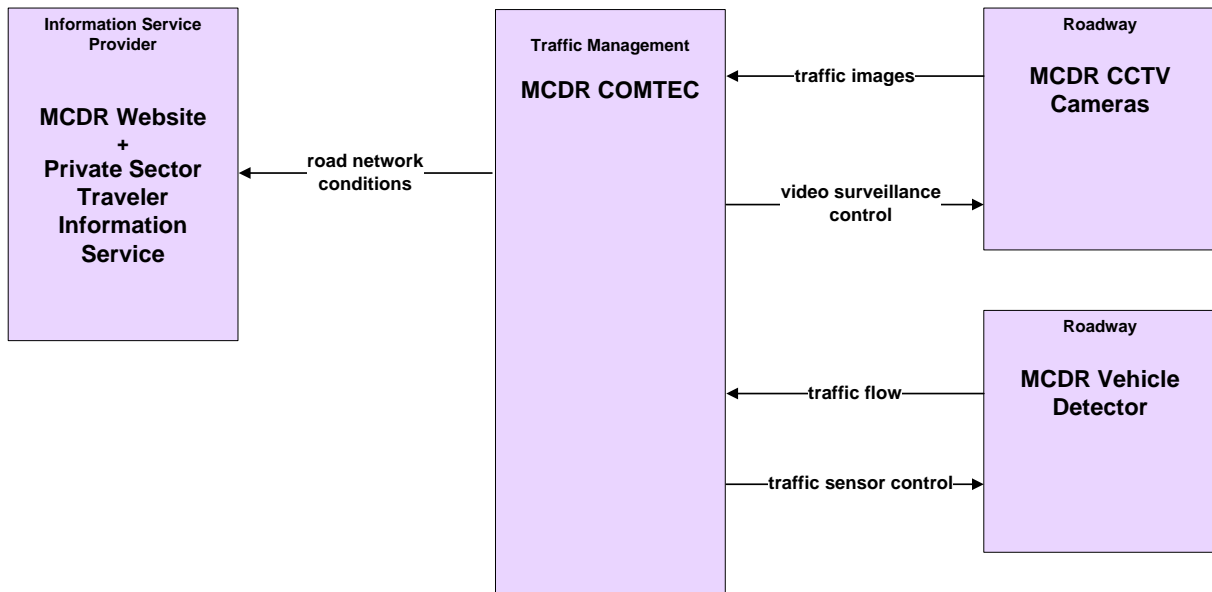 Information Service
Provider
MCDR Website
+
Private Sector
Traveler
Information
Service
road network
conditions
Traffic Management
MCDR COMTEC
traffic images
video surveillance
control
traffic flow
traffic sensor control
Roadway
MCDR CCTV
Cameras
Roadway
MCDR Vehicle
Detector